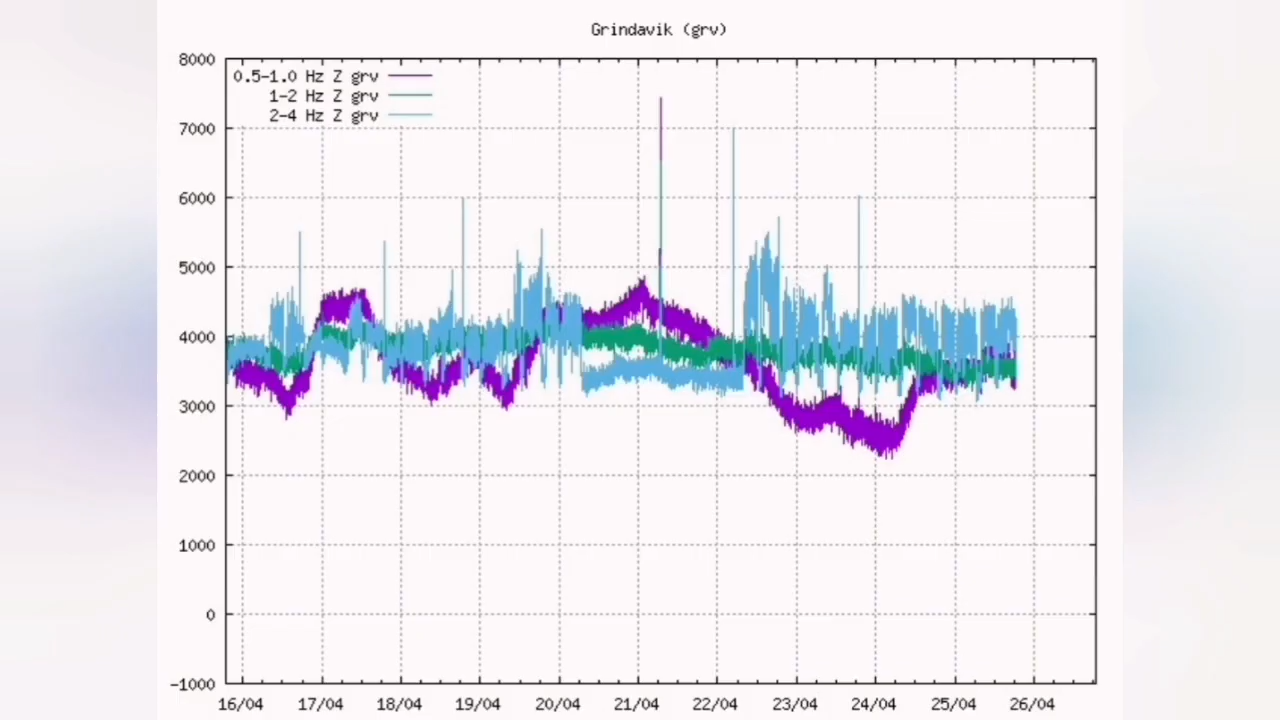 Grindavik (grv)
8000
0.5-1.0 Hz Z grv
1-2 Hz Z grv
2-4 Hz Z grv
7000
6000
5000
4000
3000
2000
1000
0
-1000
16/04 17/04 18/04 19/04 20/04 21/04 22/04 23/04 24/04 25/04 26/04